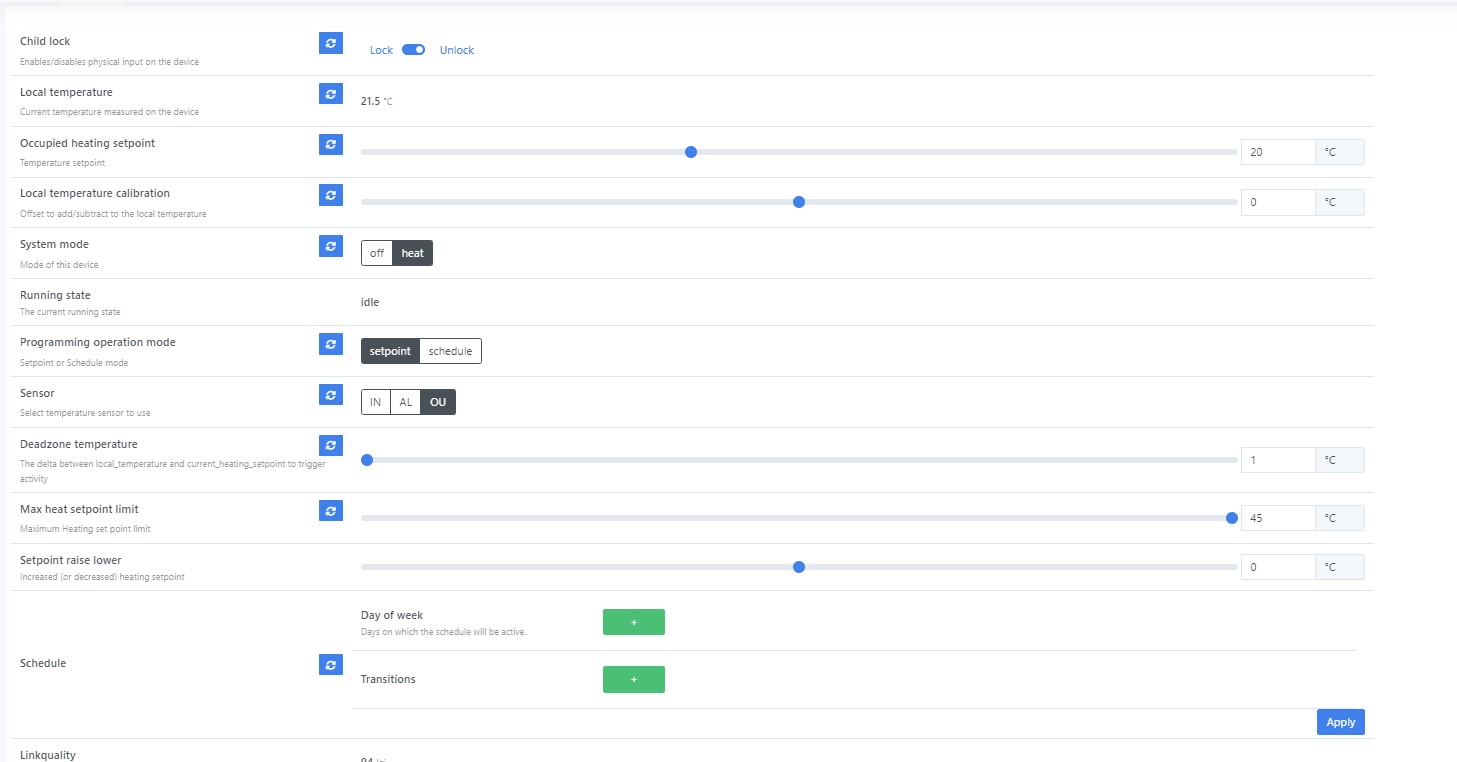 Child lock
Enables/disables physical input on the device
Lock Unlock
Local temperature
Current temperature measured on the device
21.5 °C
Occupied heating setpoint
Temperature setpoint
20 °C
Local temperature calibration
Offset to add/subtract to the local temperature
0 °C
System mode
Mode of this device
off heat
Running state
The current running state
idle
Programming operation mode
Setpoint or Schedule mode
setpoint schedule
Sensor
Select temperature sensor to use
IN AL OU
Deadzone temperature
The delta between local_temperature and current_heating_setpoint to trigger
activity
1 °C
Max heat setpoint limit
Maximum Heating set point limit
45 °C
Setpoint raise lower
Increased (or decreased) heating setpoint
0 °C
Schedule
Day of week
Days on which the schedule will be active.
+
Transitions
+
Apply
Linkquality